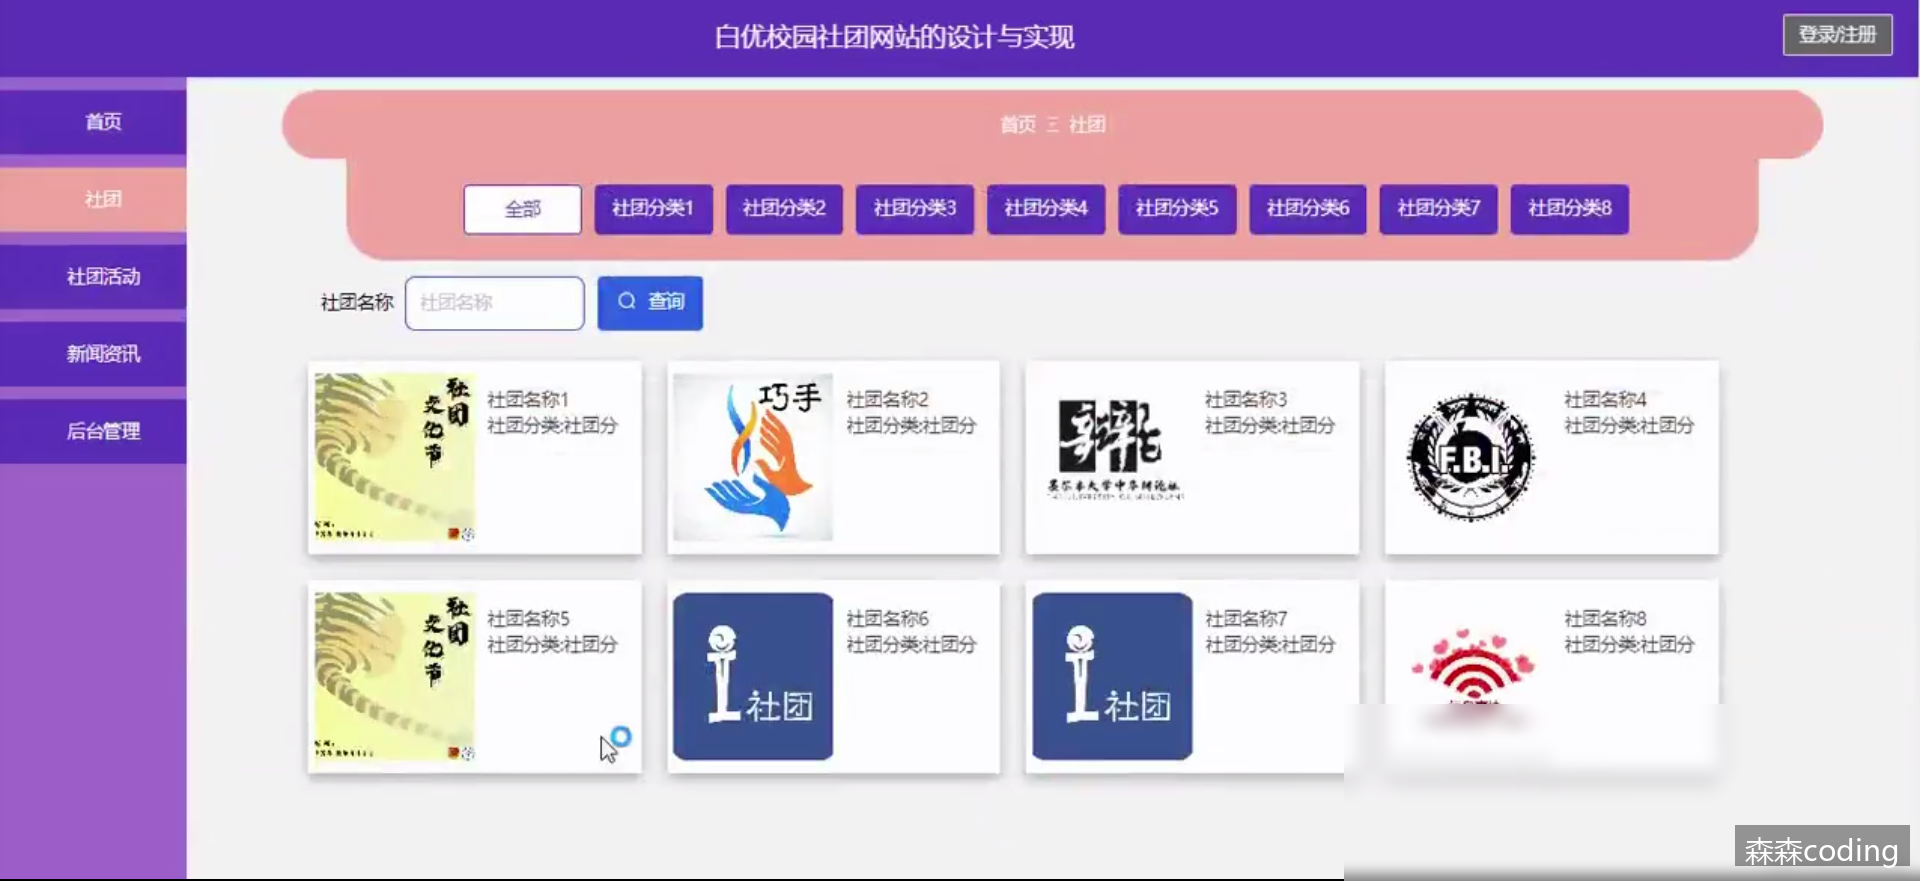 白优校园社团网站的设计与实现
登录/注册
首页
社团
社团活动
新闻资讯
后台管理
首页 三 社团
全部 社团分类1 社团分类2 社团分类3 社团分类4 社团分类5 社团分类6 社团分类7 社团分类8
社团名称 社团名称 查询
社团
文化节
社团名称1
社团分类:社团分
巧手
社团名称2
社团分类:社团分
社团名称3
社团分类:社团分
F.B.I.
社团名称4
社团分类:社团分
社团
文化节
社团名称5
社团分类:社团分
社团
社团名称6
社团分类:社团分
社团
社团名称7
社团分类:社团分
社团名称8
社团分类:社团分
森森coding